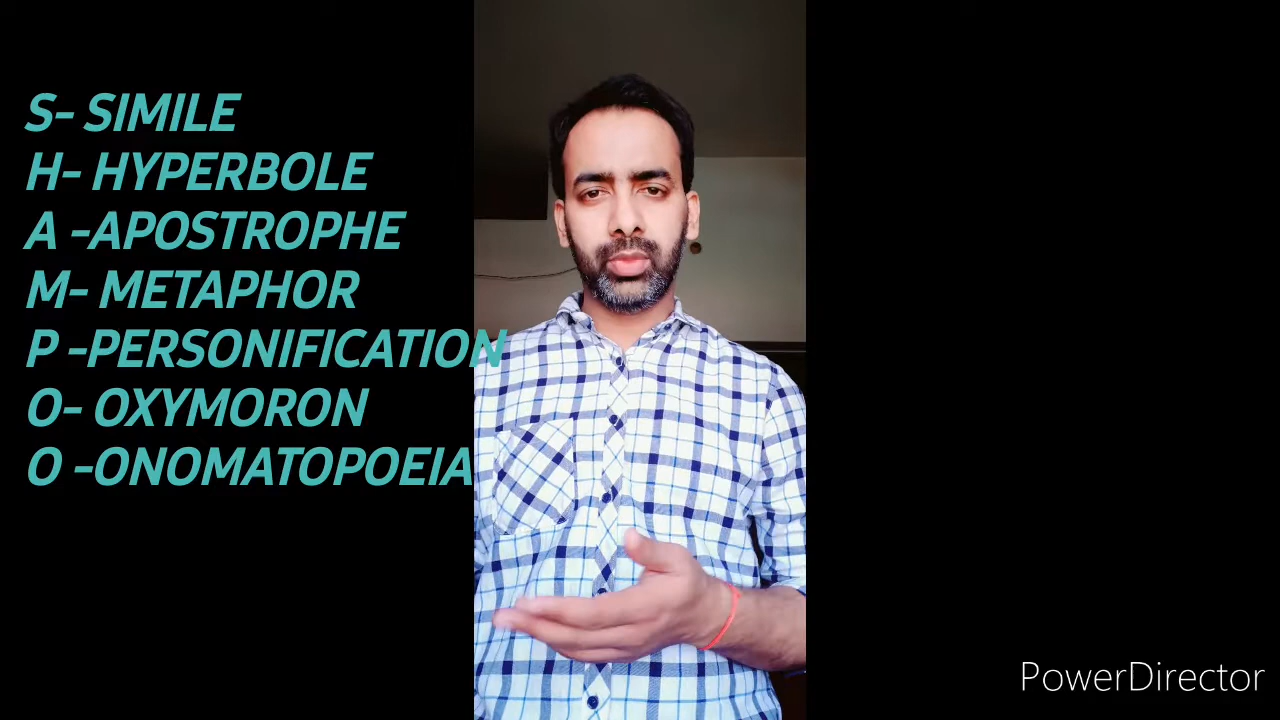 S- SIMILE
H- HYPERBOLE
A -APOSTROPHE
M- METAPHOR
P -PERSONIFICATION
O- OXYMORON
O -ONOMATOPOEIA
PowerDirector